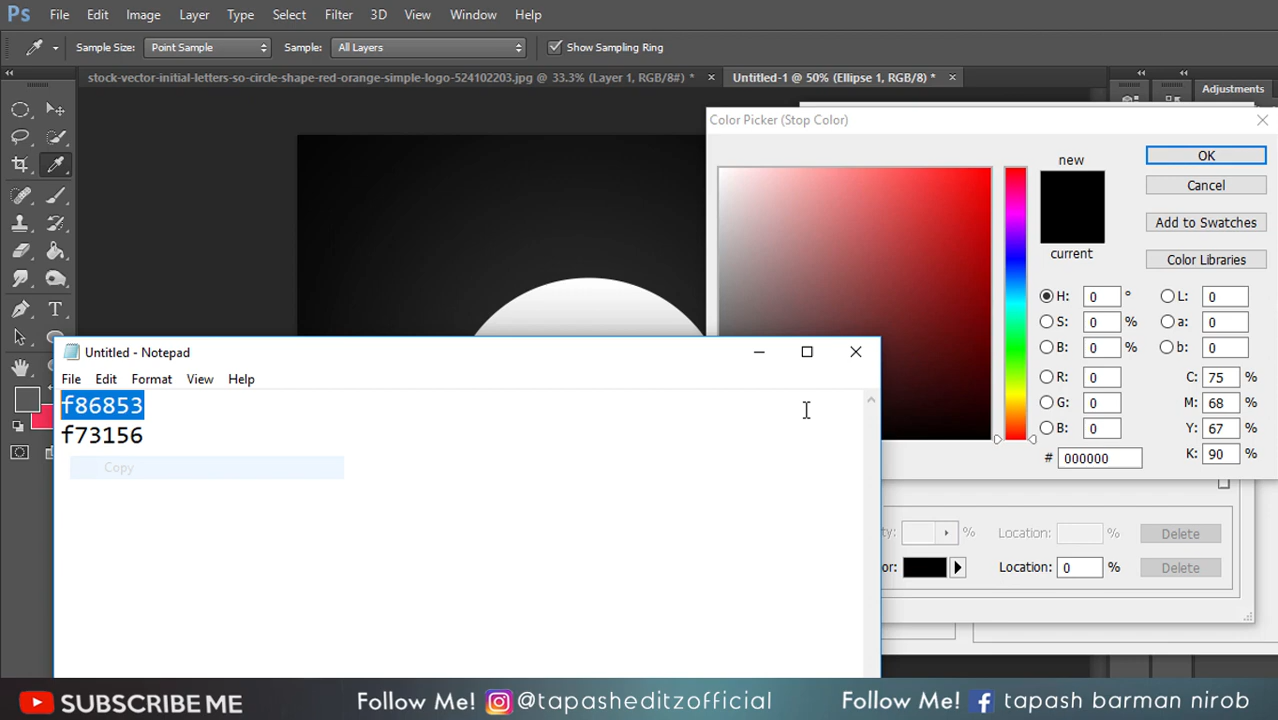 Ps File Edit Image Layer Type Select Filter 3D View Window Help
Sample Size: Point Sample Sample: All Layers Show Sampling Ring
stock-vector-initial-letters-so-circle-shape-red-orange-simple-logo-524102203.jpg @ 33.3% (Layer 1, RGB/8#) * Untitled-1 @ 50% (Ellipse 1, RGB/8) * Adjustments
Color Picker (Stop Color)
new
OK
Cancel
Add to Swatches
current
Color Libraries
H: 0 ° L: 0
S: 0 % a: 0
B: 0 % b: 0
R: 0 C: 75 %
G: 0 M: 68 %
B: 0 Y: 67 %
# 000000 K: 90 %
Untitled - Notepad
File Edit Format View Help
f86853
f73156
Copy
% Location: % Delete
Location: 0 % Delete
SUBSCRIBE ME Follow Me! @tapasheditzofficial Follow Me! tapash barman nirob